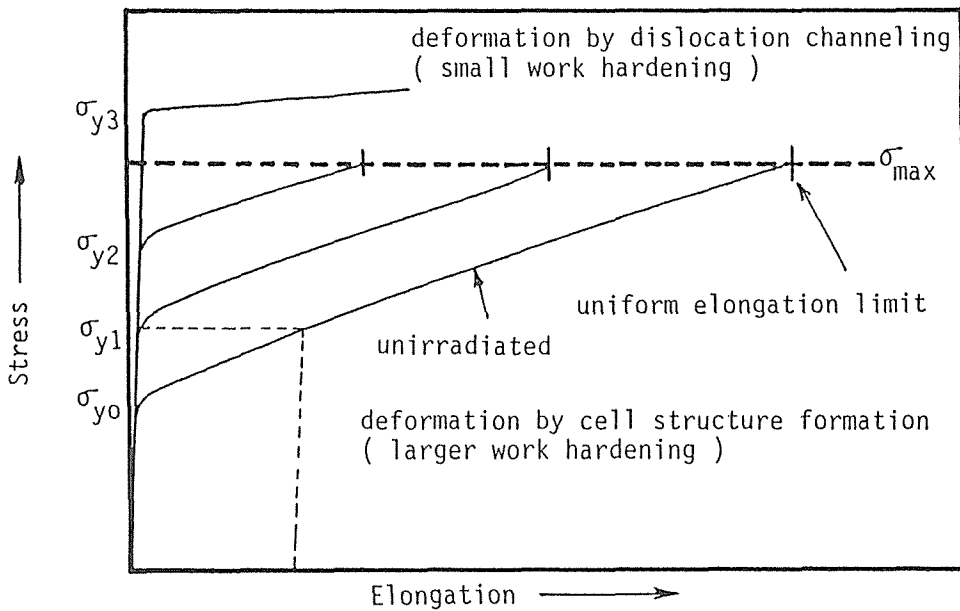 deformation by dislocation channeling
( small work hardening )
σy3
σmax
σy2
uniform elongation limit
σy1
unirradiated
σyo
deformation by cell structure formation
( larger work hardening )
Stress
Elongation